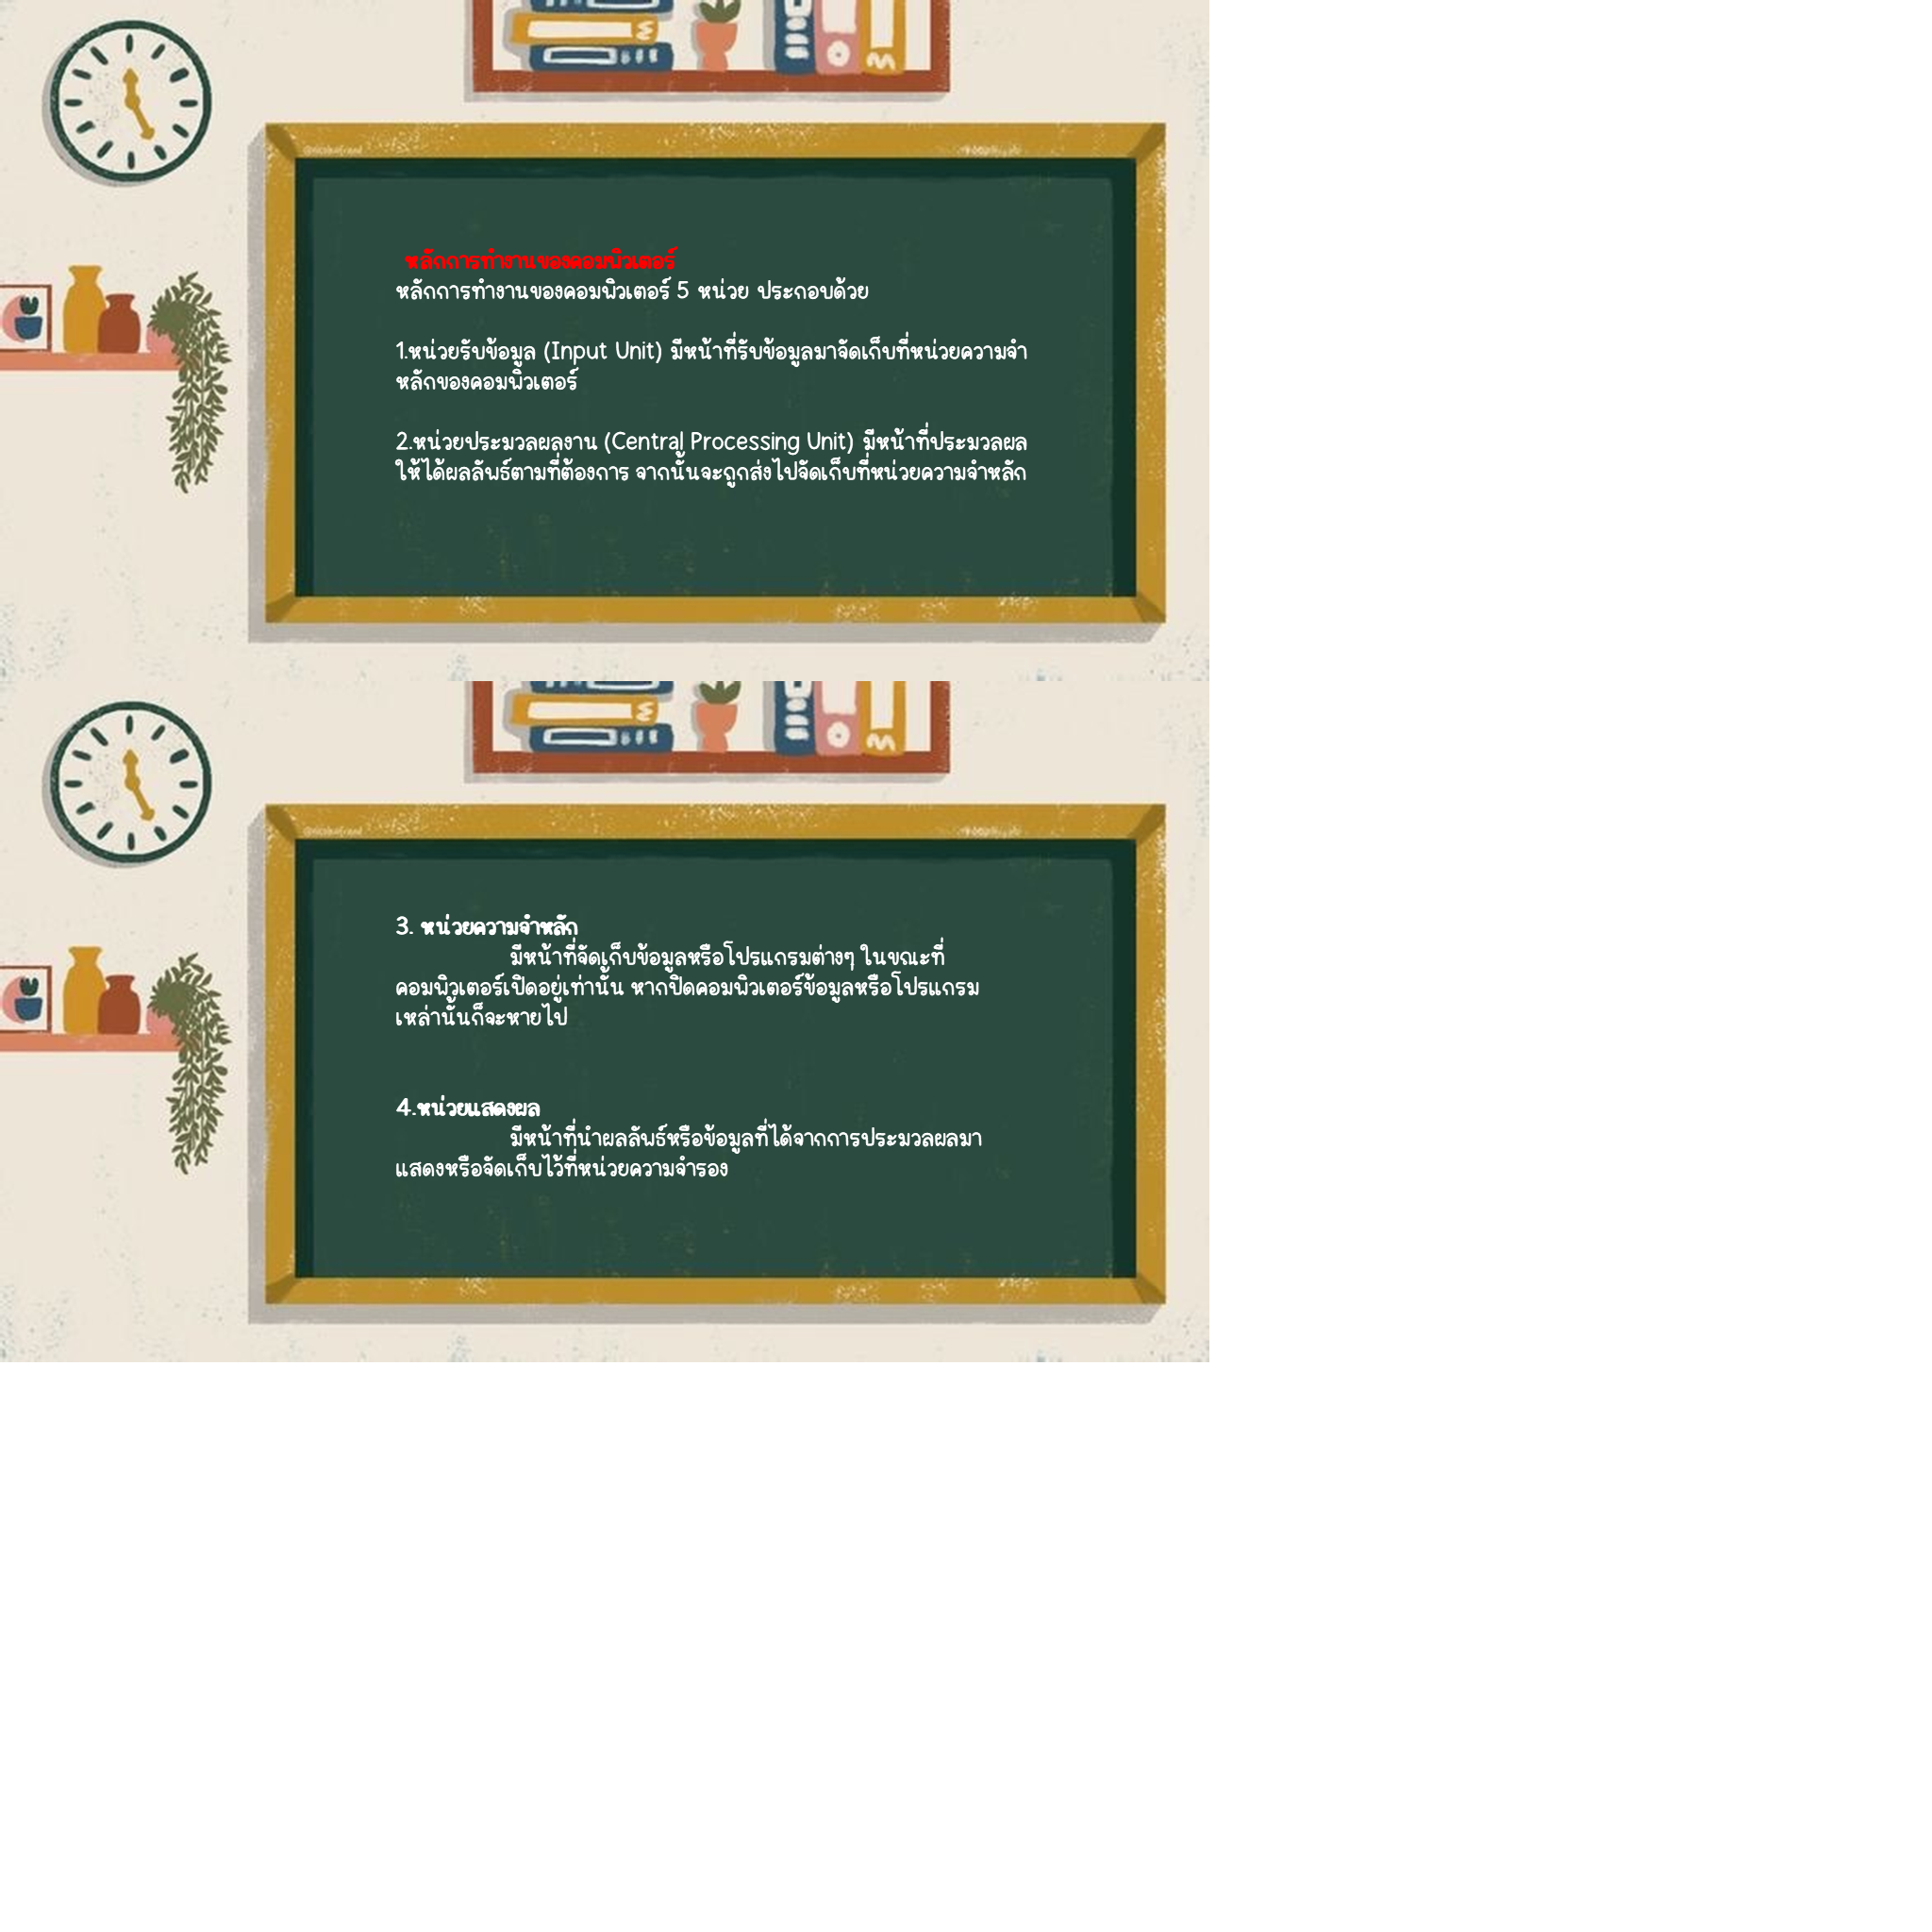 หลักการทำงานของคอมพิวเตอร์
หลักการทำงานของคอมพิวเตอร์ 5 หน่วย ประกอบด้วย
1.หน่วยรับข้อมูล (Input Unit) มีหน้าที่รับข้อมูลมาจัดเก็บที่หน่วยความจำ
หลักของคอมพิวเตอร์
2.หน่วยประมวลผลงาน (Central Processing Unit) มีหน้าที่ประมวลผล
ให้ได้ผลลัพธ์ตามที่ต้องการ จากนั้นจะถูกส่งไปจัดเก็บที่หน่วยความจำหลัก
3. หน่วยความจำหลัก
มีหน้าที่จัดเก็บข้อมูลหรือโปรแกรมต่างๆ ในขณะที่
คอมพิวเตอร์เปิดอยู่เท่านั้น หากปิดคอมพิวเตอร์ข้อมูลหรือโปรแกรม
เหล่านั้นก็จะหายไป
4.หน่วยแสดงผล
มีหน้าที่นำผลลัพธ์หรือข้อมูลที่ได้จากการประมวลผลมา
แสดงหรือจัดเก็บไว้ที่หน่วยความจำรอง